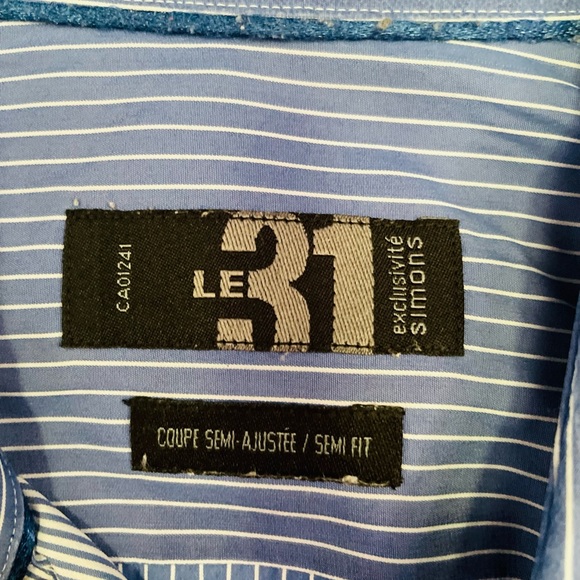 CA01241
LE 31
exclusivité
simons
COUPE SEMI-AJUSTÉE / SEMI FIT